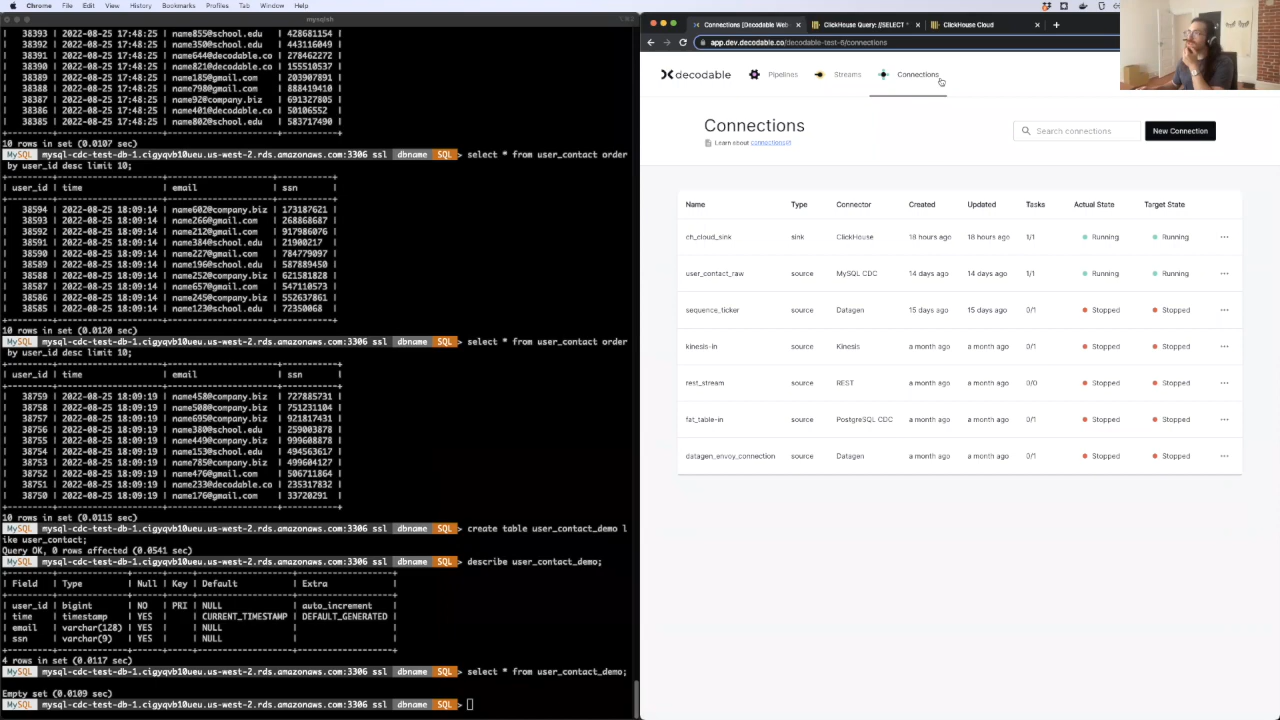 Chrome File Edit View History Bookmarks Profiles Tab Window Help
mysqlsh
38393 | 2022-08-25 17:48:25 | name8550@school.edu | 428681154 |
| 38392 | 2022-08-25 17:48:25 | name350@school.edu | 443116049 |
| 38391 | 2022-08-25 17:48:25 | name6440@decodable.co | 278462272 |
| 38390 | 2022-08-25 17:48:25 | name8210@decodable.co | 155510537 |
| 38389 | 2022-08-25 17:48:25 | name185@gmail.com | 203907891 |
| 38388 | 2022-08-25 17:48:25 | name798@gmail.com | 888419410 |
| 38387 | 2022-08-25 17:48:25 | name92@company.biz | 691327805 |
| 38386 | 2022-08-25 17:48:25 | name401@decodable.co | 50106552 |
| 38385 | 2022-08-25 17:48:25 | name802@school.edu | 583717490 |
10 rows in set (0.0107 sec)
MySQL mysql-cdc-test-db-1.cigyqvb10ueu.us-west-2.rds.amazonaws.com:3306 ssl dbname SQL > select * from user_contact order
by user_id desc limit 10;
| user_id | time | email | ssn |
| 38594 | 2022-08-25 18:09:14 | name602@company.biz | 173187621 |
| 38593 | 2022-08-25 18:09:14 | name266@gmail.com | 268868687 |
| 38592 | 2022-08-25 18:09:14 | name212@gmail.com | 917986076 |
| 38591 | 2022-08-25 18:09:14 | name384@school.edu | 21900217 |
| 38590 | 2022-08-25 18:09:14 | name227@gmail.com | 784779097 |
| 38589 | 2022-08-25 18:09:14 | name196@school.edu | 587889450 |
| 38588 | 2022-08-25 18:09:14 | name252@company.biz | 621581828 |
| 38587 | 2022-08-25 18:09:14 | name657@gmail.com | 547110573 |
| 38586 | 2022-08-25 18:09:14 | name245@company.biz | 552637861 |
| 38585 | 2022-08-25 18:09:14 | name123@school.edu | 72350068 |
10 rows in set (0.0120 sec)
MySQL mysql-cdc-test-db-1.cigyqvb10ueu.us-west-2.rds.amazonaws.com:3306 ssl dbname SQL > select * from user_contact order
by user_id desc limit 10;
| user_id | time | email | ssn |
| 38759 | 2022-08-25 18:09:19 | name458@company.biz | 727885731 |
| 38758 | 2022-08-25 18:09:19 | name508@company.biz | 751231104 |
| 38757 | 2022-08-25 18:09:19 | name695@company.biz | 921817431 |
| 38756 | 2022-08-25 18:09:19 | name380@school.edu | 259003878 |
| 38755 | 2022-08-25 18:09:19 | name449@company.biz | 999608878 |
| 38754 | 2022-08-25 18:09:19 | name153@school.edu | 494563617 |
| 38753 | 2022-08-25 18:09:19 | name785@company.biz | 499604127 |
| 38752 | 2022-08-25 18:09:19 | name476@gmail.com | 506711864 |
| 38751 | 2022-08-25 18:09:19 | name233@decodable.co | 235317832 |
| 38750 | 2022-08-25 18:09:19 | name176@gmail.com | 33720291 |
10 rows in set (0.0115 sec)
MySQL mysql-cdc-test-db-1.cigyqvb10ueu.us-west-2.rds.amazonaws.com:3306 ssl dbname SQL > create table user_contact_demo l
ike user_contact;
Query OK, 0 rows affected (0.0541 sec)
MySQL mysql-cdc-test-db-1.cigyqvb10ueu.us-west-2.rds.amazonaws.com:3306 ssl dbname SQL > describe user_contact_demo;
| Field | Type | Null | Key | Default | Extra |
| user_id | bigint | NO | PRI | NULL | auto_increment |
| time | timestamp | YES | | CURRENT_TIMESTAMP | DEFAULT_GENERATED |
| email | varchar(128) | YES | | NULL | |
| ssn | varchar(9) | YES | | NULL | |
4 rows in set (0.0117 sec)
MySQL mysql-cdc-test-db-1.cigyqvb10ueu.us-west-2.rds.amazonaws.com:3306 ssl dbname SQL > select * from user_contact_demo;
Empty set (0.0109 sec)
MySQL mysql-cdc-test-db-1.cigyqvb10ueu.us-west-2.rds.amazonaws.com:3306 ssl dbname SQL >
Connections [Decodable Web × ClickHouse Query: //SELECT * × ClickHouse Cloud × +
app.dev.decodable.co/decodable-test-6/connections
decodable Pipelines Streams Connections
Connections
Learn about connections
Search connections New Connection
Name Type Connector Created Updated Tasks Actual State Target State
ch_cloud_sink sink ClickHouse 18 hours ago 18 hours ago 1/1 Running Running ...
user_contact_raw source MySQL CDC 14 days ago 14 days ago 1/1 Running Running ...
sequence_ticker source Datagen 15 days ago 15 days ago 0/1 Stopped Stopped ...
kinesis-in source Kinesis a month ago a month ago 0/1 Stopped Stopped ...
rest_stream source REST a month ago a month ago 0/0 Stopped Stopped ...
fat_table-in source PostgreSQL CDC a month ago a month ago 0/1 Stopped Stopped ...
datagen_envoy_connection source Datagen a month ago a month ago 0/1 Stopped Stopped ...